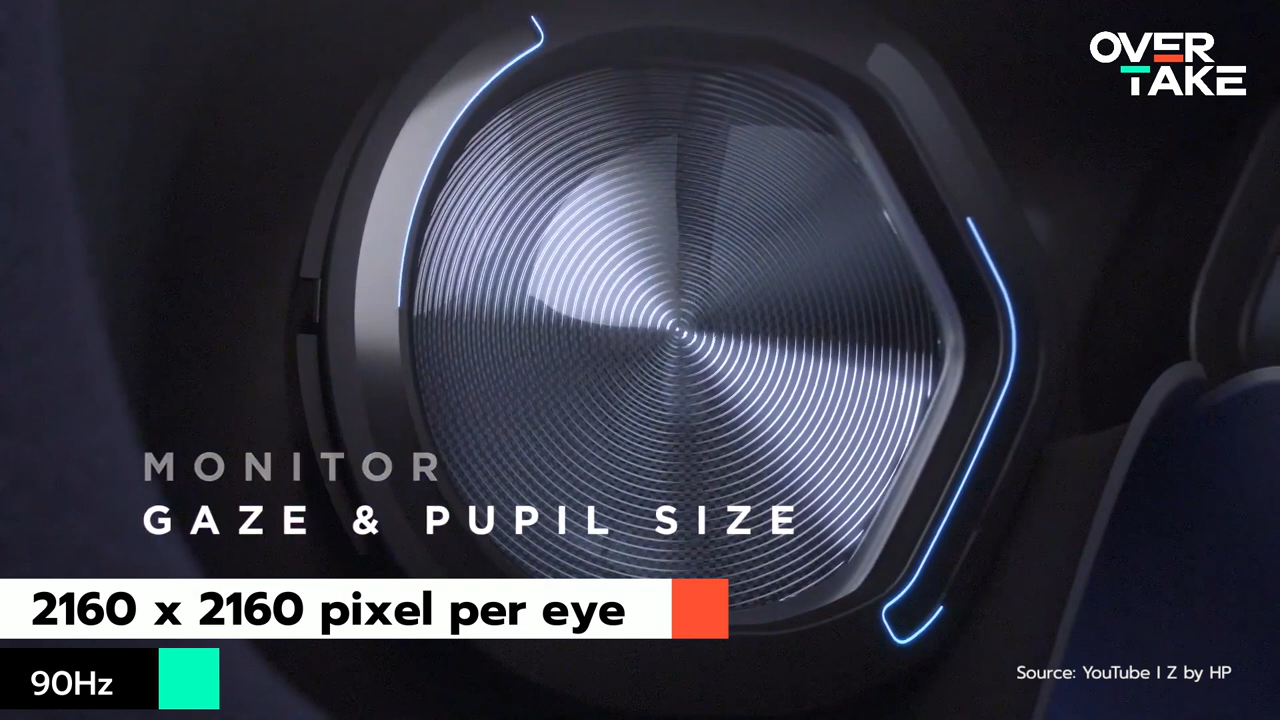 OVER
TAKE
MONITOR
GAZE & PUPIL SIZE
2160 x 2160 pixel per eye
90Hz
Source: YouTube I Z by HP